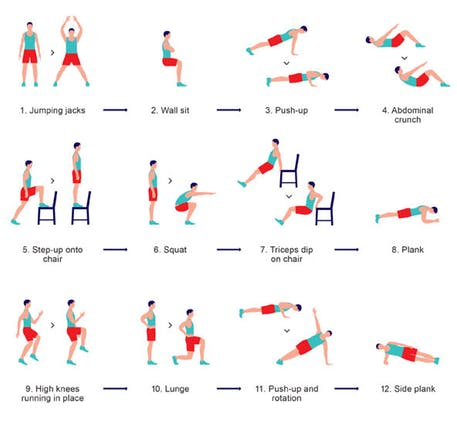 1. Jumping jacks
2. Wall sit
3. Push-up
4. Abdominal
crunch
5. Step-up onto
chair
6. Squat
7. Triceps dip
on chair
8. Plank
9. High knees
running in place
10. Lunge
11. Push-up and
rotation
12. Side plank